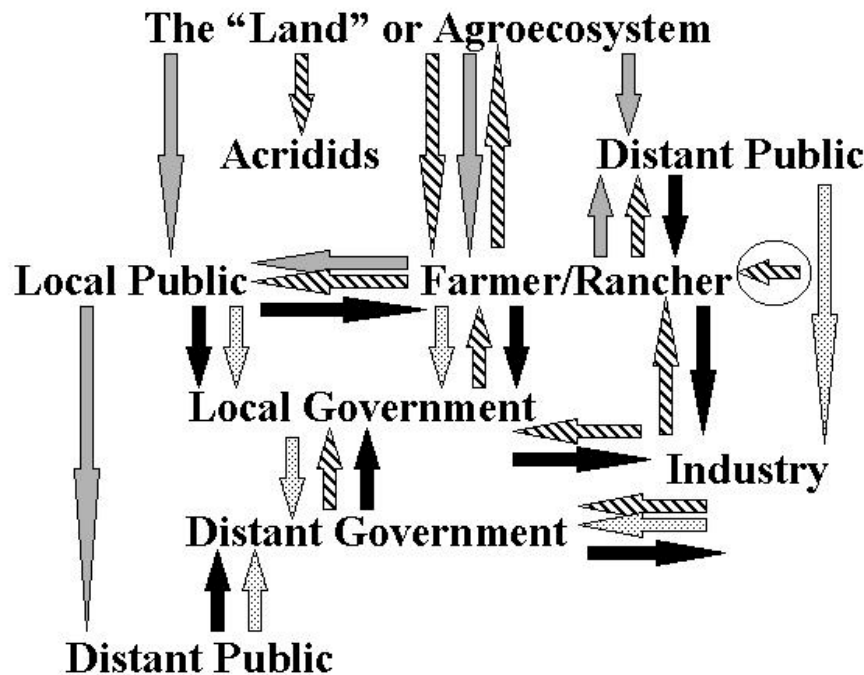 The “Land” or Agroecosystem
Acridids
Distant Public
Local Public
Farmer/Rancher
Local Government
Industry
Distant Government
Distant Public